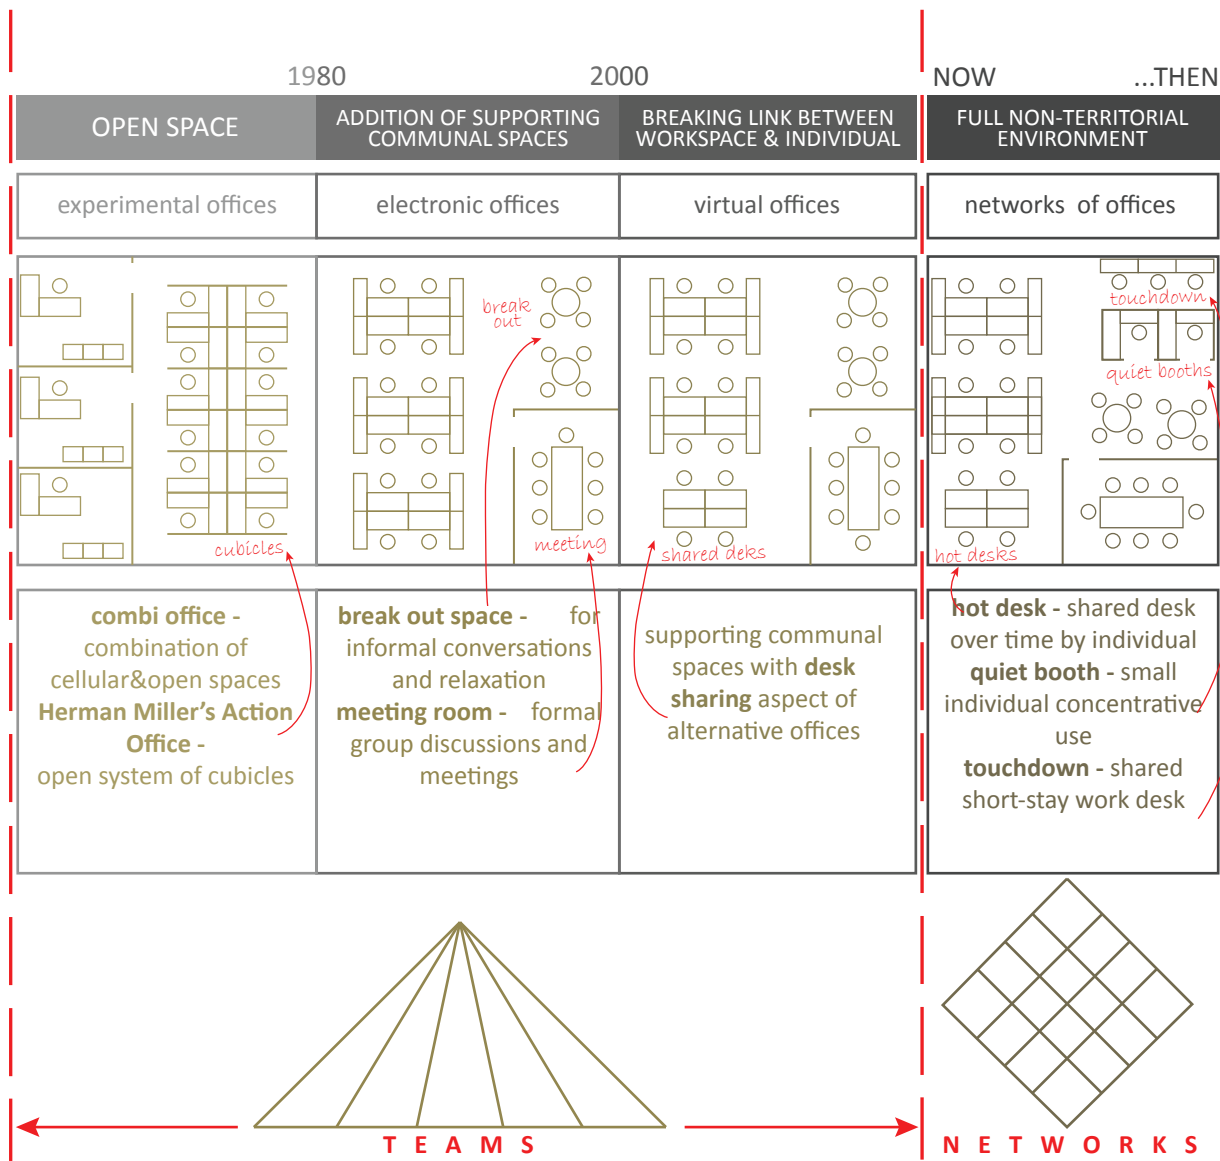 1980
2000
NOW
...THEN
OPEN SPACE
ADDITION OF SUPPORTING
COMMUNAL SPACES
BREAKING LINK BETWEEN
WORKSPACE & INDIVIDUAL
FULL NON-TERRITORIAL
ENVIRONMENT
experimental offices
electronic offices
virtual offices
networks of offices
cubicles
break
out
meeting
shared deks
touchdown
quiet booths
hot desks
combi office -
combination of
cellular&open spaces
Herman Miller's Action
Office -
open system of cubicles
break out space - for
informal conversations
and relaxation
meeting room - formal
group discussions and
meetings
supporting communal
spaces with desk
sharing aspect of
alternative offices
hot desk - shared desk
over time by individual
quiet booth - small
individual concentrative
use
touchdown - shared
short-stay work desk
TEAMS
NETWORKS